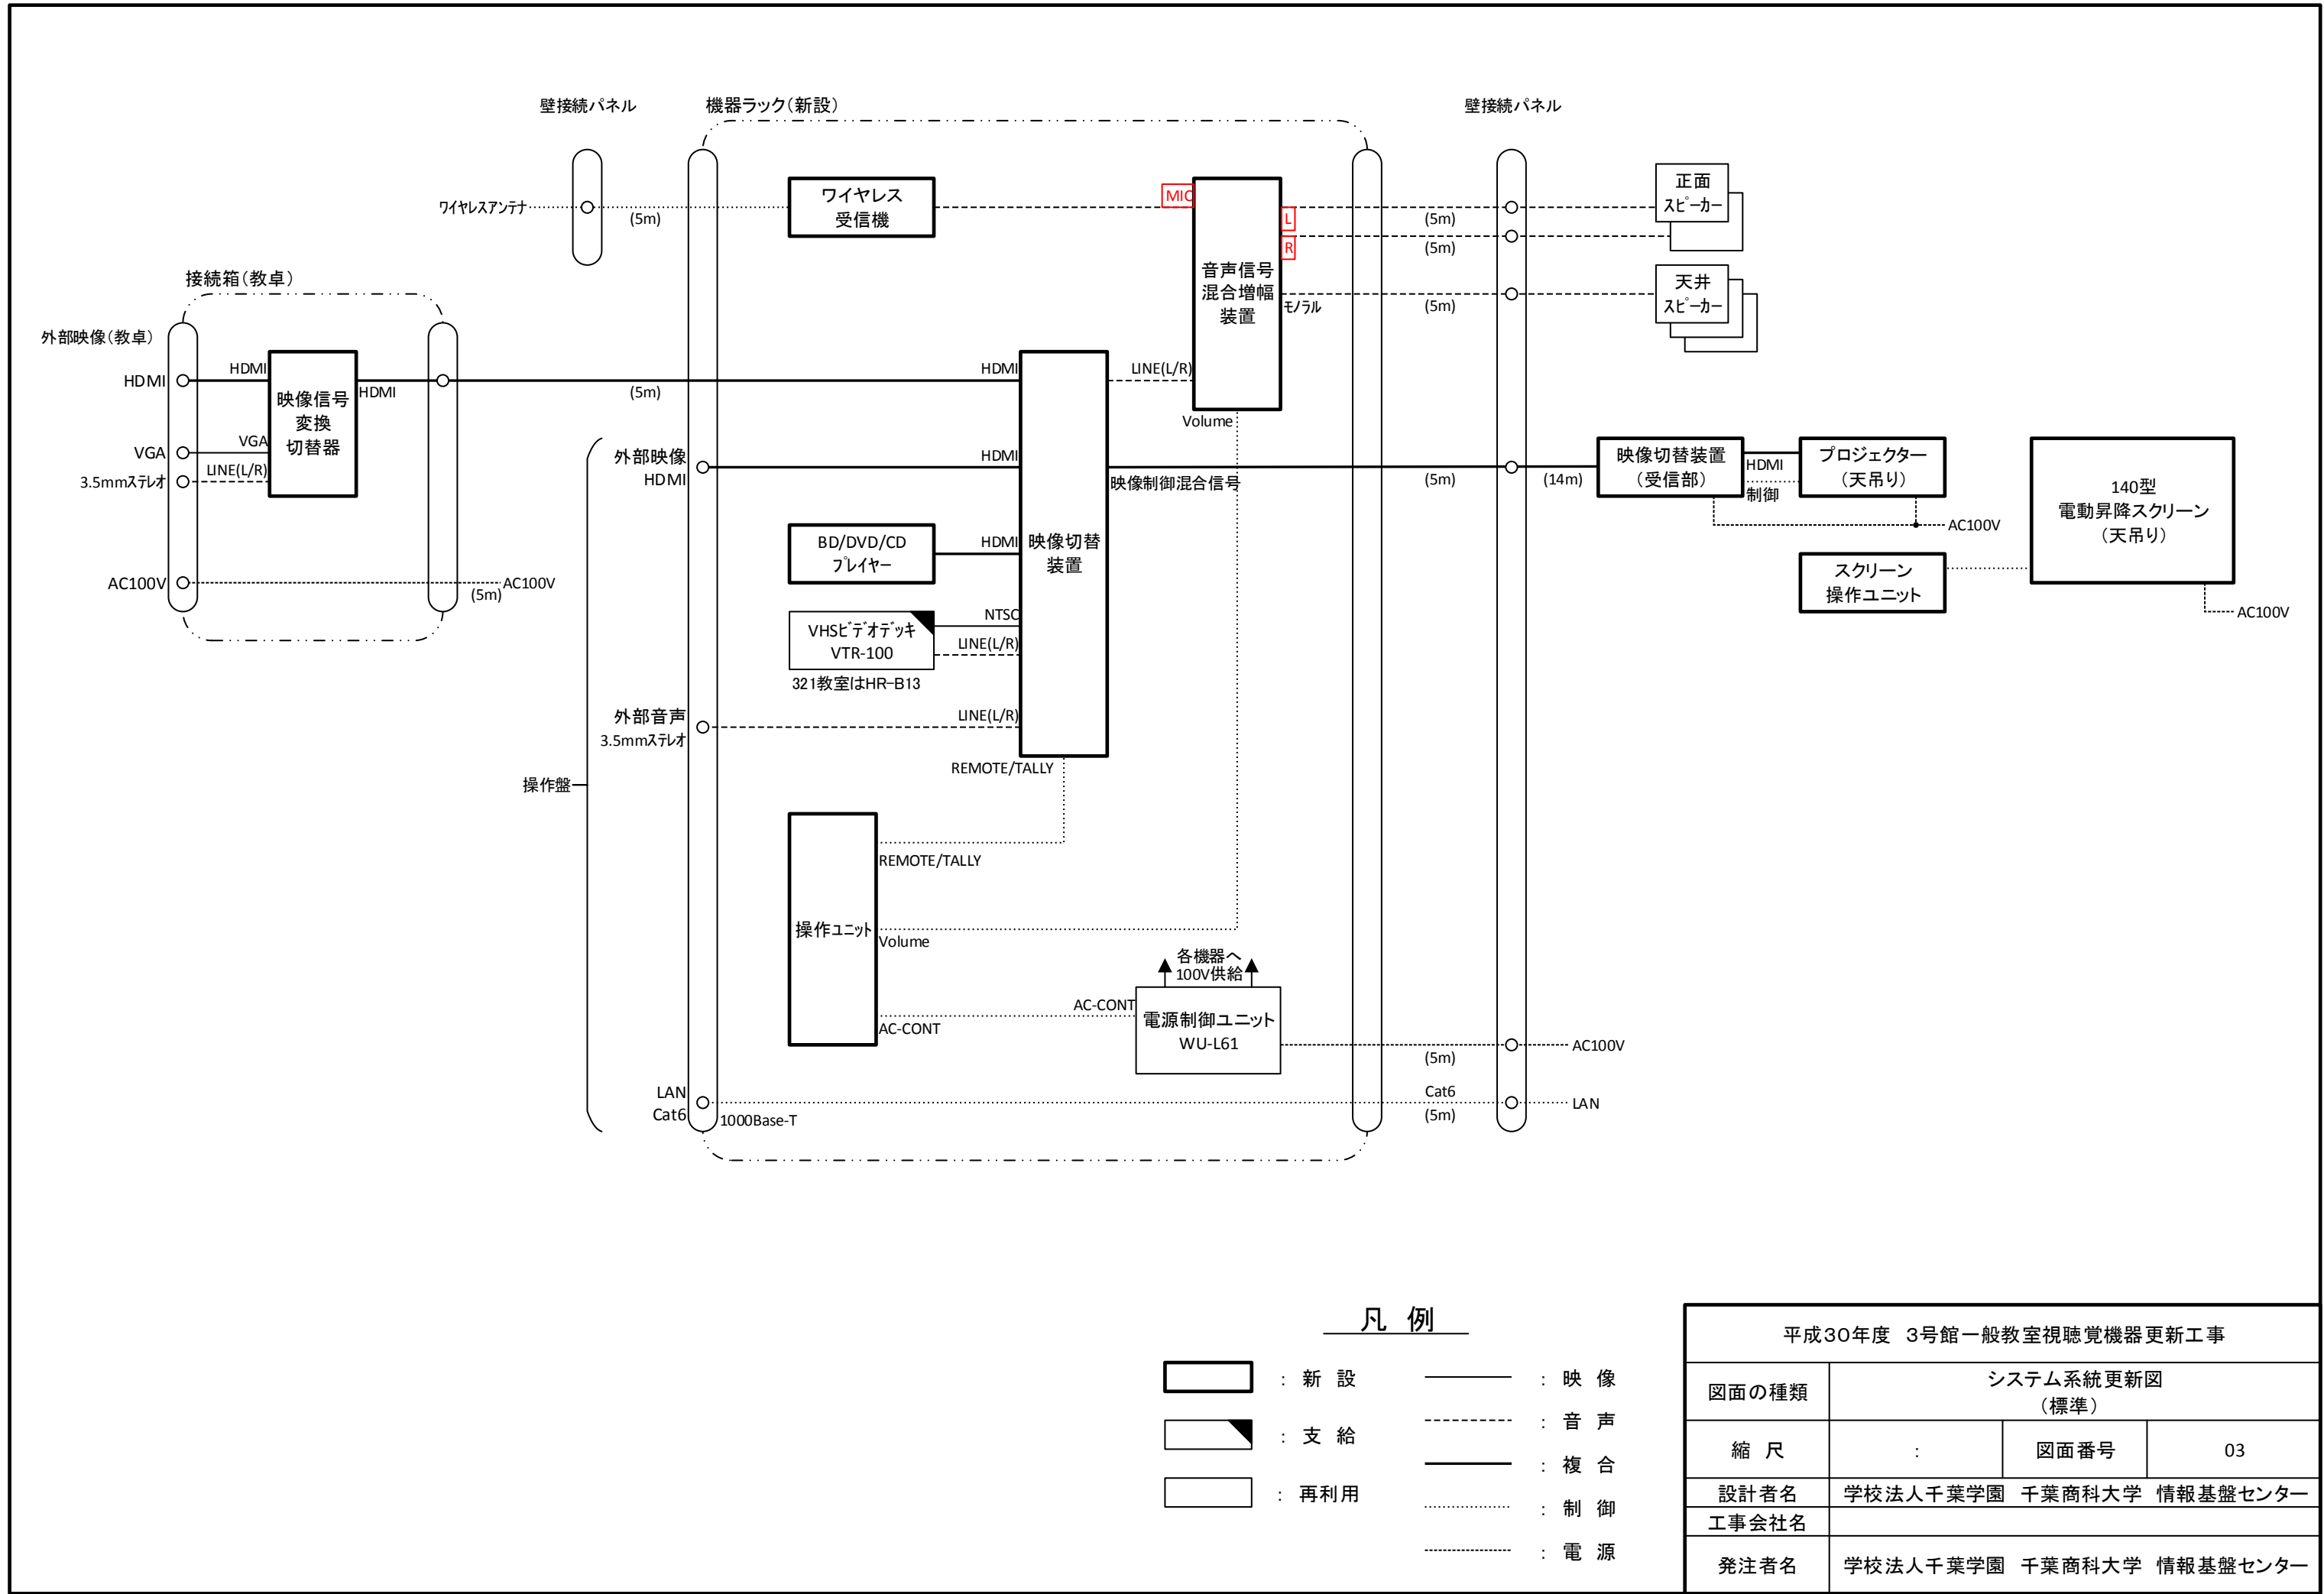 壁接続パネル
機器ラック(新設)
壁接続パネル
ワイヤレスアンテナ
(5m)
ワイヤレス
受信機
MIC
L
R
音声信号
混合増幅
装置
モノラル
(5m)
(5m)
(5m)
正面
スピーカー
天井
スピーカー
接続箱(教卓)
外部映像(教卓)
HDMI
HDMI
VGA
VGA
3.5mmステレオ
LINE(L/R)
映像信号
変換
切替器
HDMI
(5m)
AC100V
(5m)
AC100V
HDMI
LINE(L/R)
Volume
外部映像
HDMI
HDMI
映像制御混合信号
(5m)
(14m)
映像切替装置
(受信部)
HDMI
制御
プロジェクター
(天吊り)
AC100V
140型
電動昇降スクリーン
(天吊り)
スクリーン
操作ユニット
AC100V
BD/DVD/CD
プレイヤー
HDMI
映像切替
装置
VHSビデオデッキ
VTR-100
NTSC
LINE(L/R)
321教室はHR-B13
外部音声
3.5mmステレオ
LINE(L/R)
REMOTE/TALLY
操作盤
REMOTE/TALLY
操作ユニット
Volume
各機器へ
100V供給
AC-CONT
AC-CONT
電源制御ユニット
WU-L61
(5m)
AC100V
LAN
Cat6
1000Base-T
Cat6
(5m)
LAN
凡 例
: 新 設
: 支 給
: 再利用
: 映 像
: 音 声
: 複 合
: 制 御
: 電 源
平成30年度 3号館一般教室視聴覚機器更新工事
図面の種類
システム系統更新図
(標準)
縮 尺
:
図面番号
03
設計者名
学校法人千葉学園 千葉商科大学 情報基盤センター
工事会社名
発注者名
学校法人千葉学園 千葉商科大学 情報基盤センター